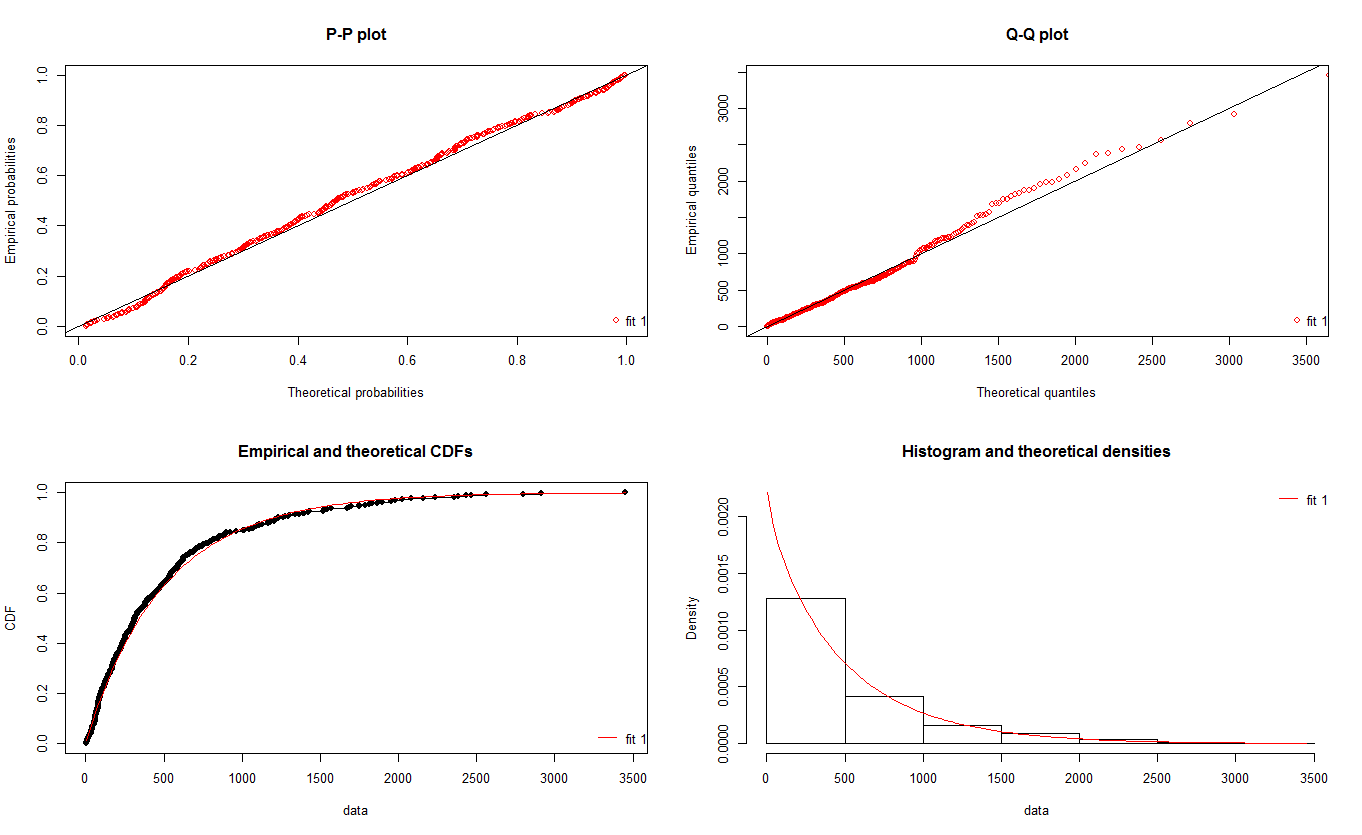 P-P plot
Empirical probabilities
1.0
0.8
0.6
0.4
0.2
0.0
fit 1
0.0 0.2 0.4 0.6 0.8 1.0
Theoretical probabilities
Q-Q plot
Empirical quantiles
3000
2000
1000
500
0
fit 1
0 500 1000 1500 2000 2500 3000 3500
Theoretical quantiles
Empirical and theoretical CDFs
CDF
1.0
0.8
0.6
0.4
0.2
0.0
fit 1
0 500 1000 1500 2000 2500 3000 3500
data
Histogram and theoretical densities
Density
0.0020
0.0015
0.0010
0.0005
0.0000
fit 1
0 500 1000 1500 2000 2500 3000 3500
data